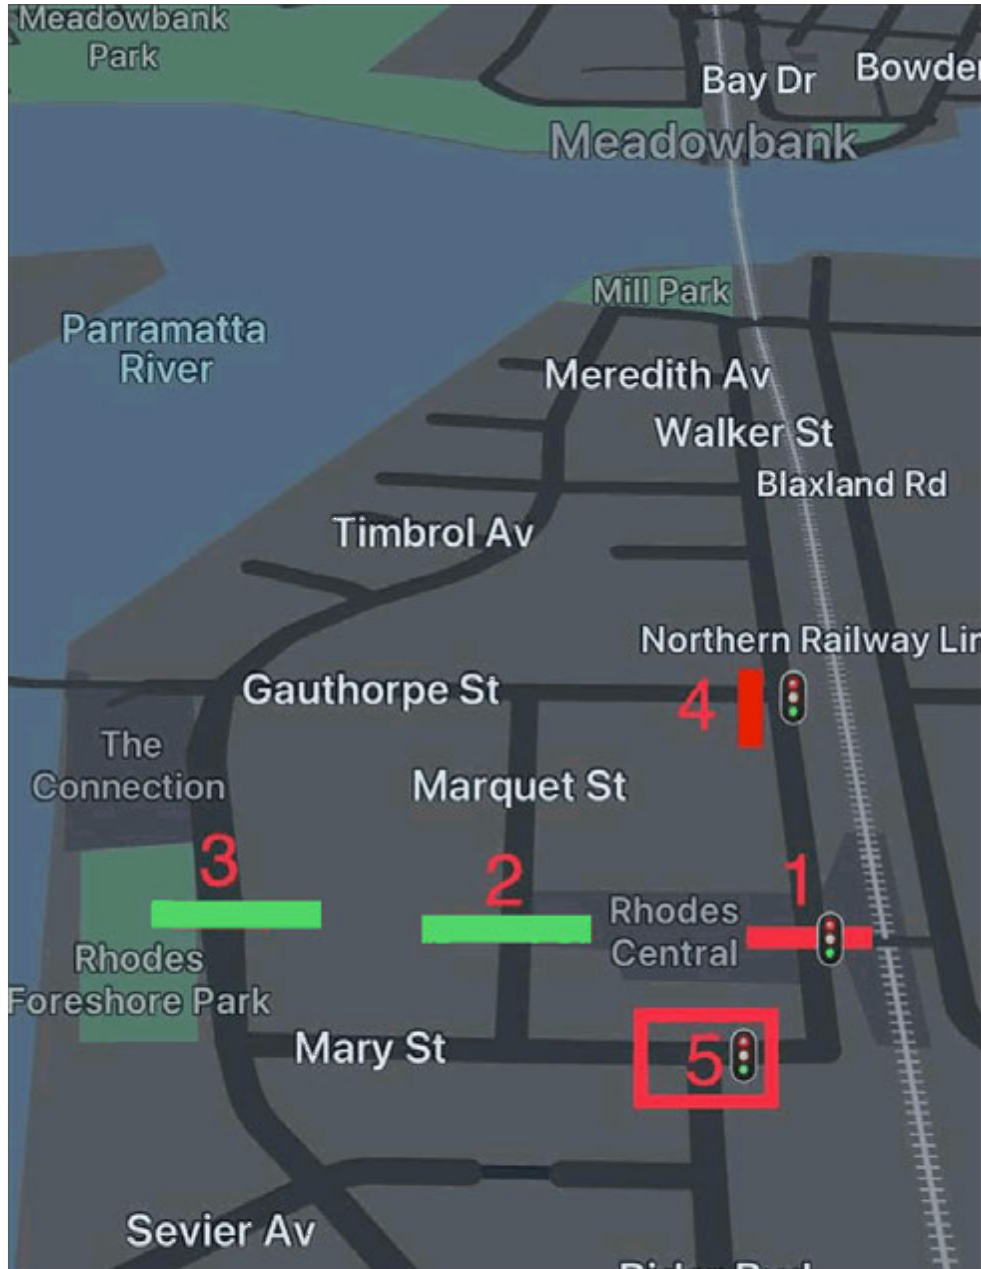 Meadowbank
Park
Bay Dr
Bowde
Meadowbank
Mill Park
Parramatta
River
Meredith Av
Walker St
Blaxland Rd
Timbrol Av
Northern Railway Lin
Gauthorpe St
4
The
Connection
Marquet St
3
2
1
Rhodes
Central
Rhodes
Foreshore Park
Mary St
5
Sevier Av